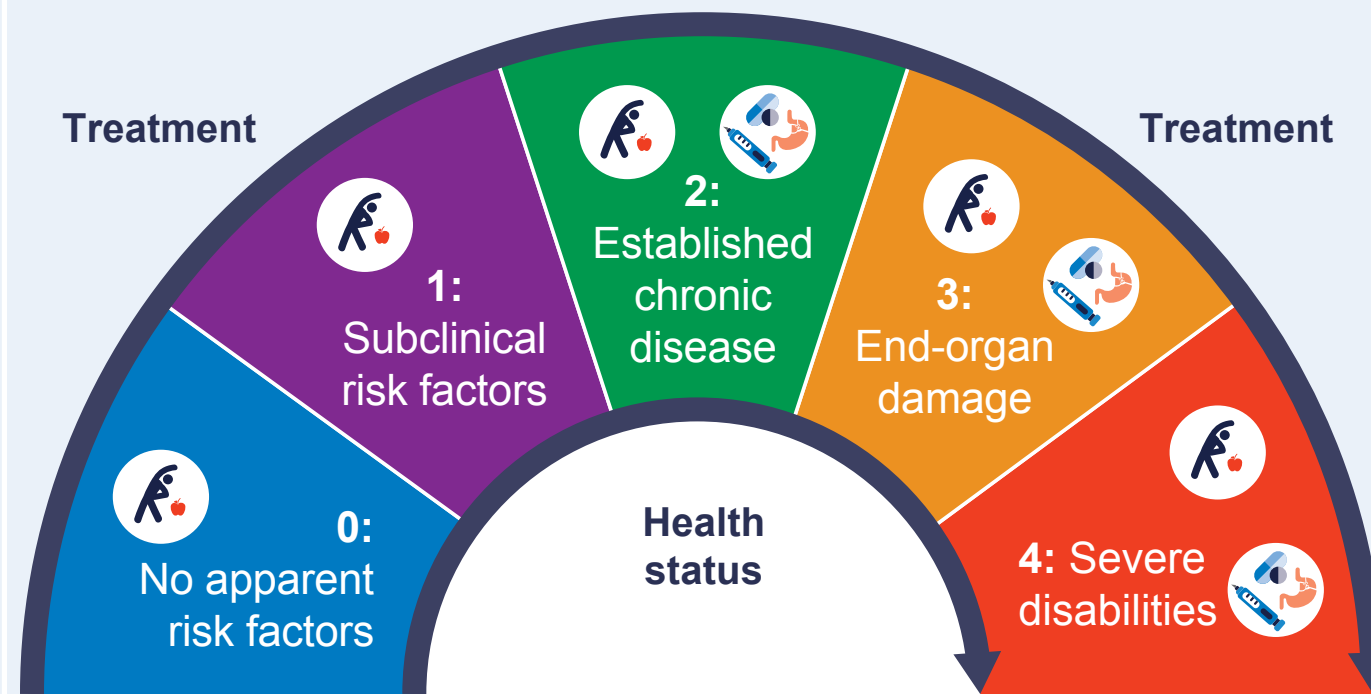 Treatment
Treatment
0:
No apparent
risk factors
1:
Subclinical
risk factors
2:
Established
chronic
disease
3:
End-organ
damage
4: Severe
disabilities
Health
status